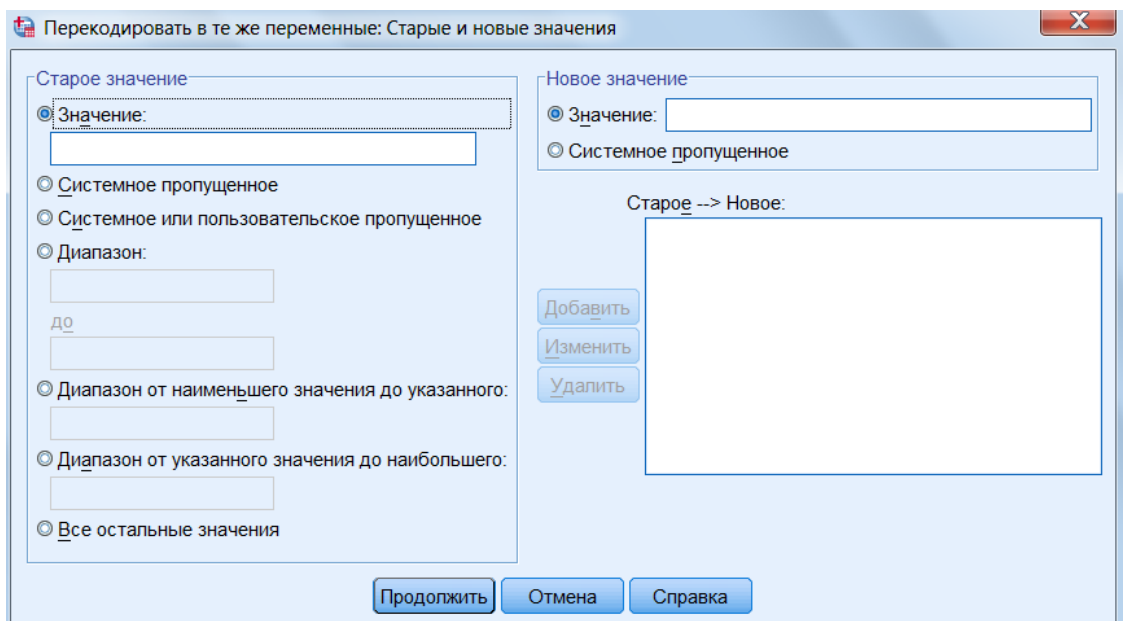 Перекодировать в те же переменные: Старые и новые значения
Старое значение
Значение:
Системное пропущенное
Системное или пользовательское пропущенное
Диапазон:
до
Диапазон от наименьшего значения до указанного:
Диапазон от указанного значения до наибольшего:
Все остальные значения
Новое значение
Значение:
Системное пропущенное
Старое --> Новое:
Добавить
Изменить
Удалить
Продолжить
Отмена
Справка